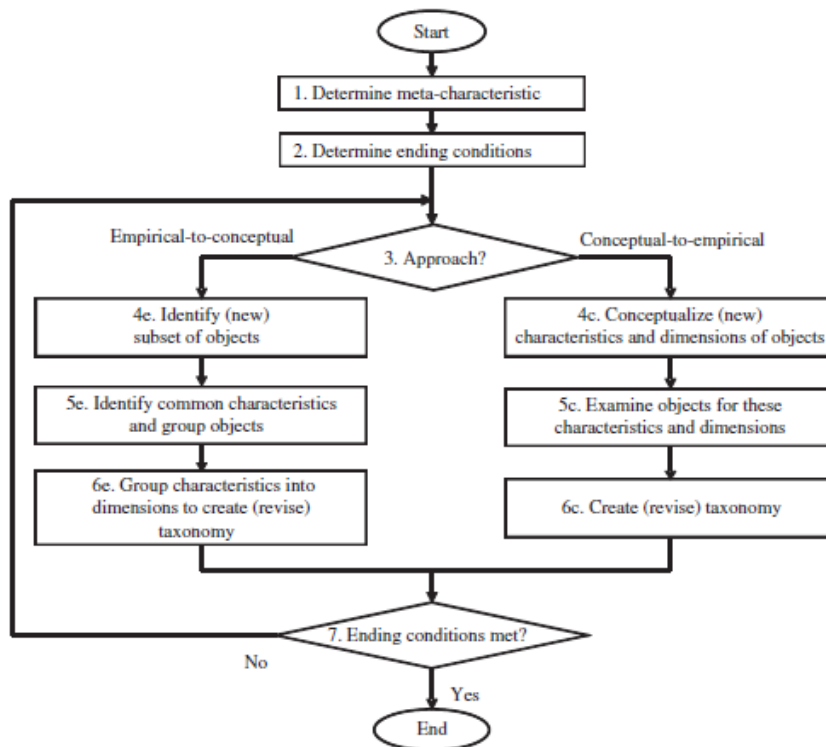 Start
1. Determine meta-characteristic
2. Determine ending conditions
Empirical-to-conceptual
3. Approach?
Conceptual-to-empirical
4e. Identify (new)
subset of objects
4c. Conceptualize (new)
characteristics and dimensions of objects
5e. Identify common characteristics
and group objects
5c. Examine objects for these
characteristics and dimensions
6e. Group characteristics into
dimensions to create (revise)
taxonomy
6c. Create (revise) taxonomy
7. Ending conditions met?
No
Yes
End